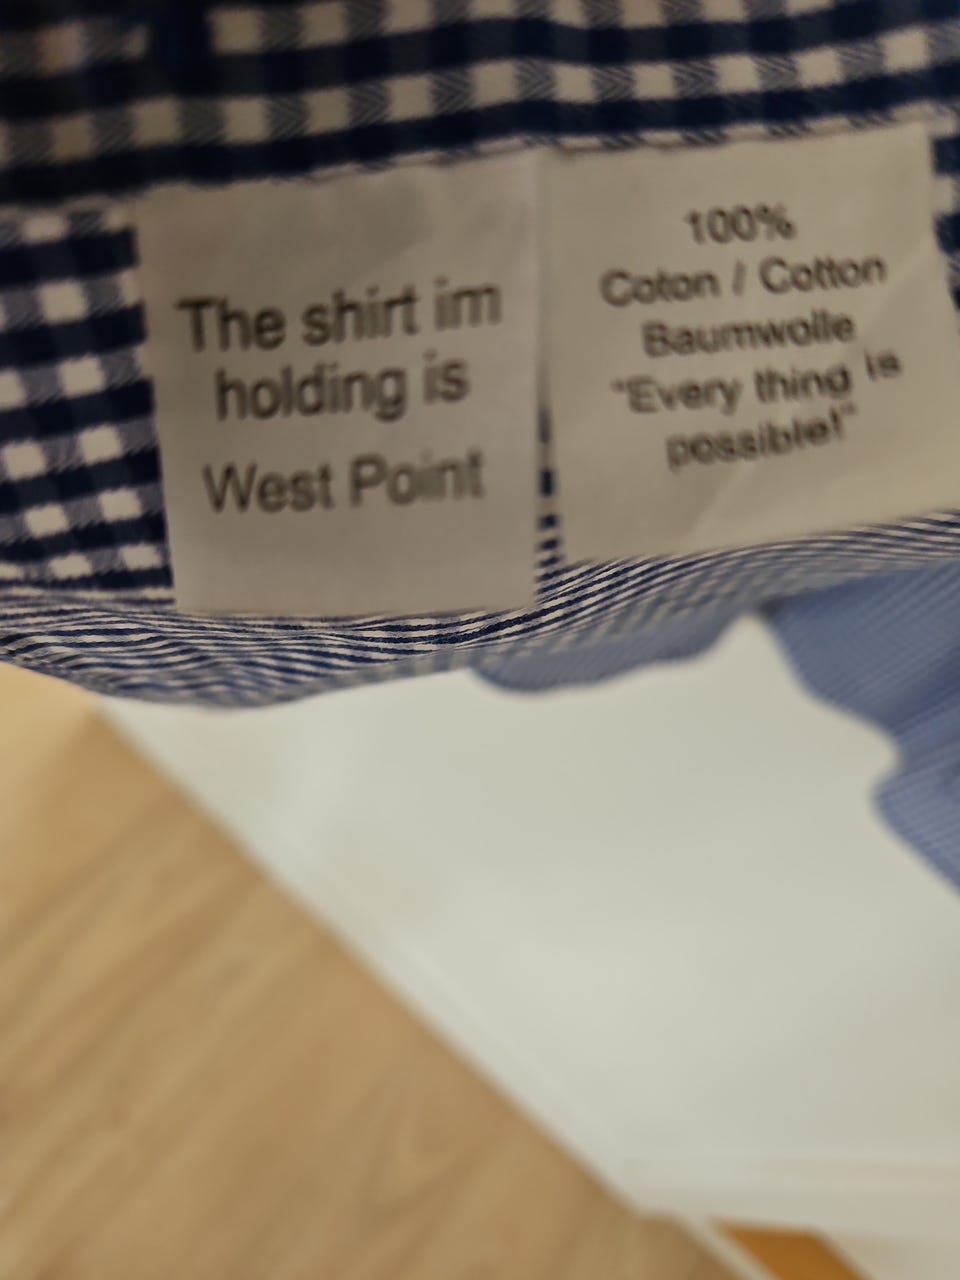 The shirt im
holding is
West Point
100%
Coton / Cotton
Baumwolle
"Every thing is
possible!"